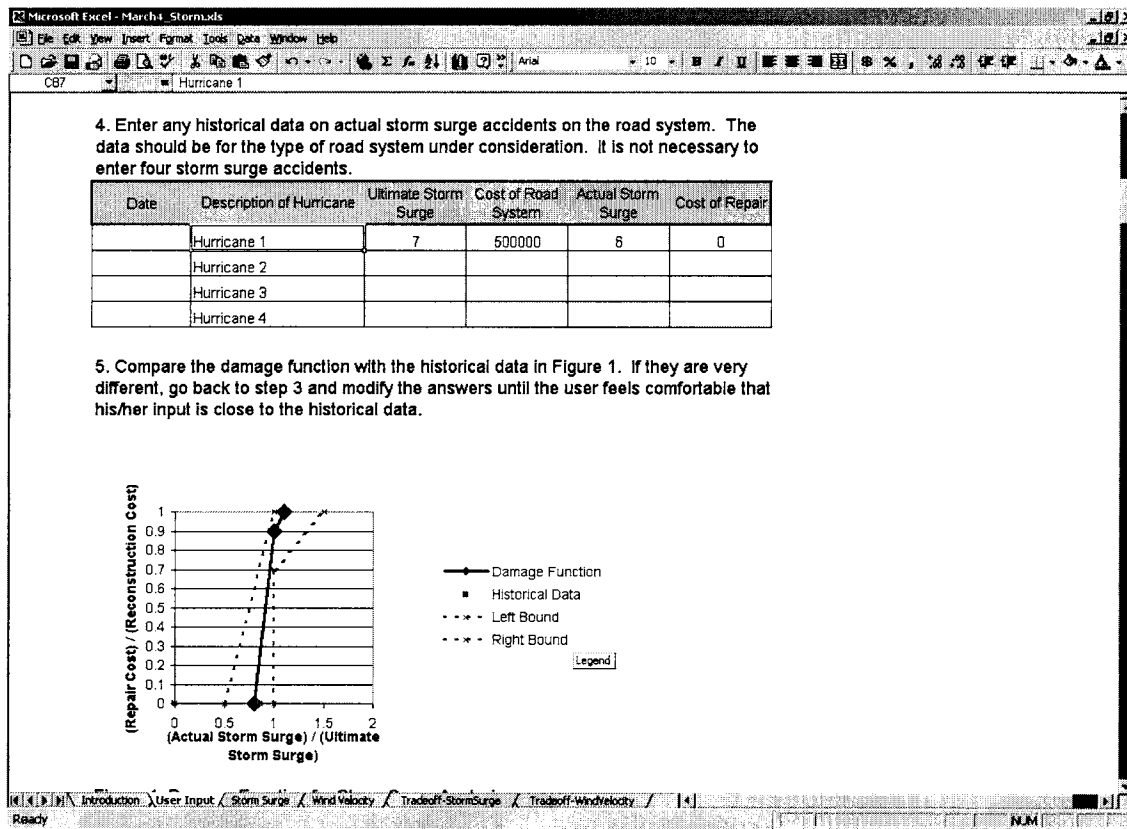 Microsoft Excel - March4_Storm.xls
File Edit View Insert Format Tools Data Window Help
Arial 10 B I U
C87 = Hurricane 1
4. Enter any historical data on actual storm surge accidents on the road system. The
data should be for the type of road system under consideration. It is not necessary to
enter four storm surge accidents.
Date Description of Hurricane Ultimate Storm Surge Cost of Road System Actual Storm Surge Cost of Repair
Hurricane 1 7 500000 6 0
Hurricane 2
Hurricane 3
Hurricane 4
5. Compare the damage function with the historical data in Figure 1. If they are very
different, go back to step 3 and modify the answers until the user feels comfortable that
his/her input is close to the historical data.
(Repair Cost) / (Reconstruction Cost)
1
0.9
0.8
0.7
0.6
0.5
0.4
0.3
0.2
0.1
0
0 0.5 1 1.5 2
(Actual Storm Surge) / (Ultimate
Storm Surge)
Damage Function
Historical Data
Left Bound
Right Bound
Legend
Introduction User Input Storm Surge Wind Velocity Tradeoff-StormSurge Tradeoff-WindVelocity
Ready NUM